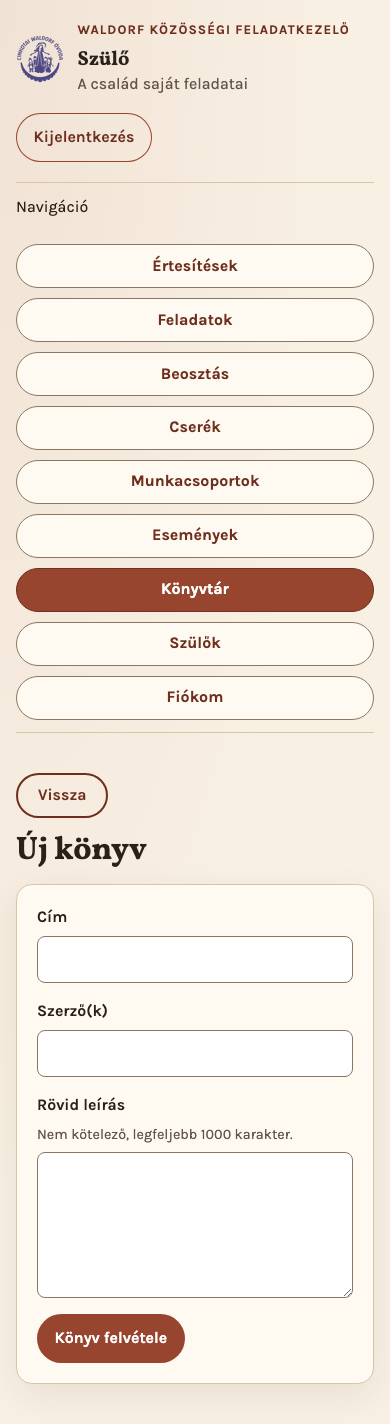 WALDORF KÖZÖSSÉGI FELADATKEZELŐ
Szülő
A család saját feladatai
Kijelentkezés
Navigáció
Értesítések
Feladatok
Beosztás
Cserék
Munkacsoportok
Események
Könyvtár
Szülők
Fiókom
Vissza
Új könyv
Cím
Szerző(k)
Rövid leírás
Nem kötelező, legfeljebb 1000 karakter.
Könyv felvétele